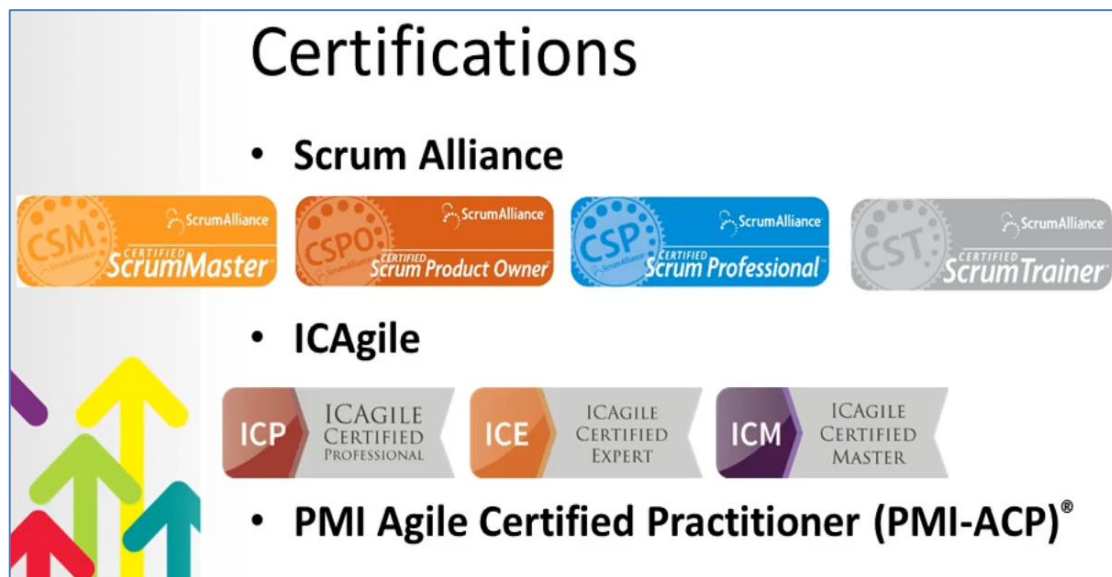 Certifications
• Scrum Alliance
CSM
ScrumAlliance
CERTIFIED
ScrumMaster
CSPO
ScrumAlliance
CERTIFIED
Scrum Product Owner
CSP
ScrumAlliance
CERTIFIED
Scrum Professional
CST
ScrumAlliance
CERTIFIED
ScrumTrainer
• ICAgile
ICP
ICAGILE
CERTIFIED
PROFESSIONAL
ICE
ICAGILE
CERTIFIED
EXPERT
ICM
ICAGILE
CERTIFIED
MASTER
• PMI Agile Certified Practitioner (PMI-ACP)®